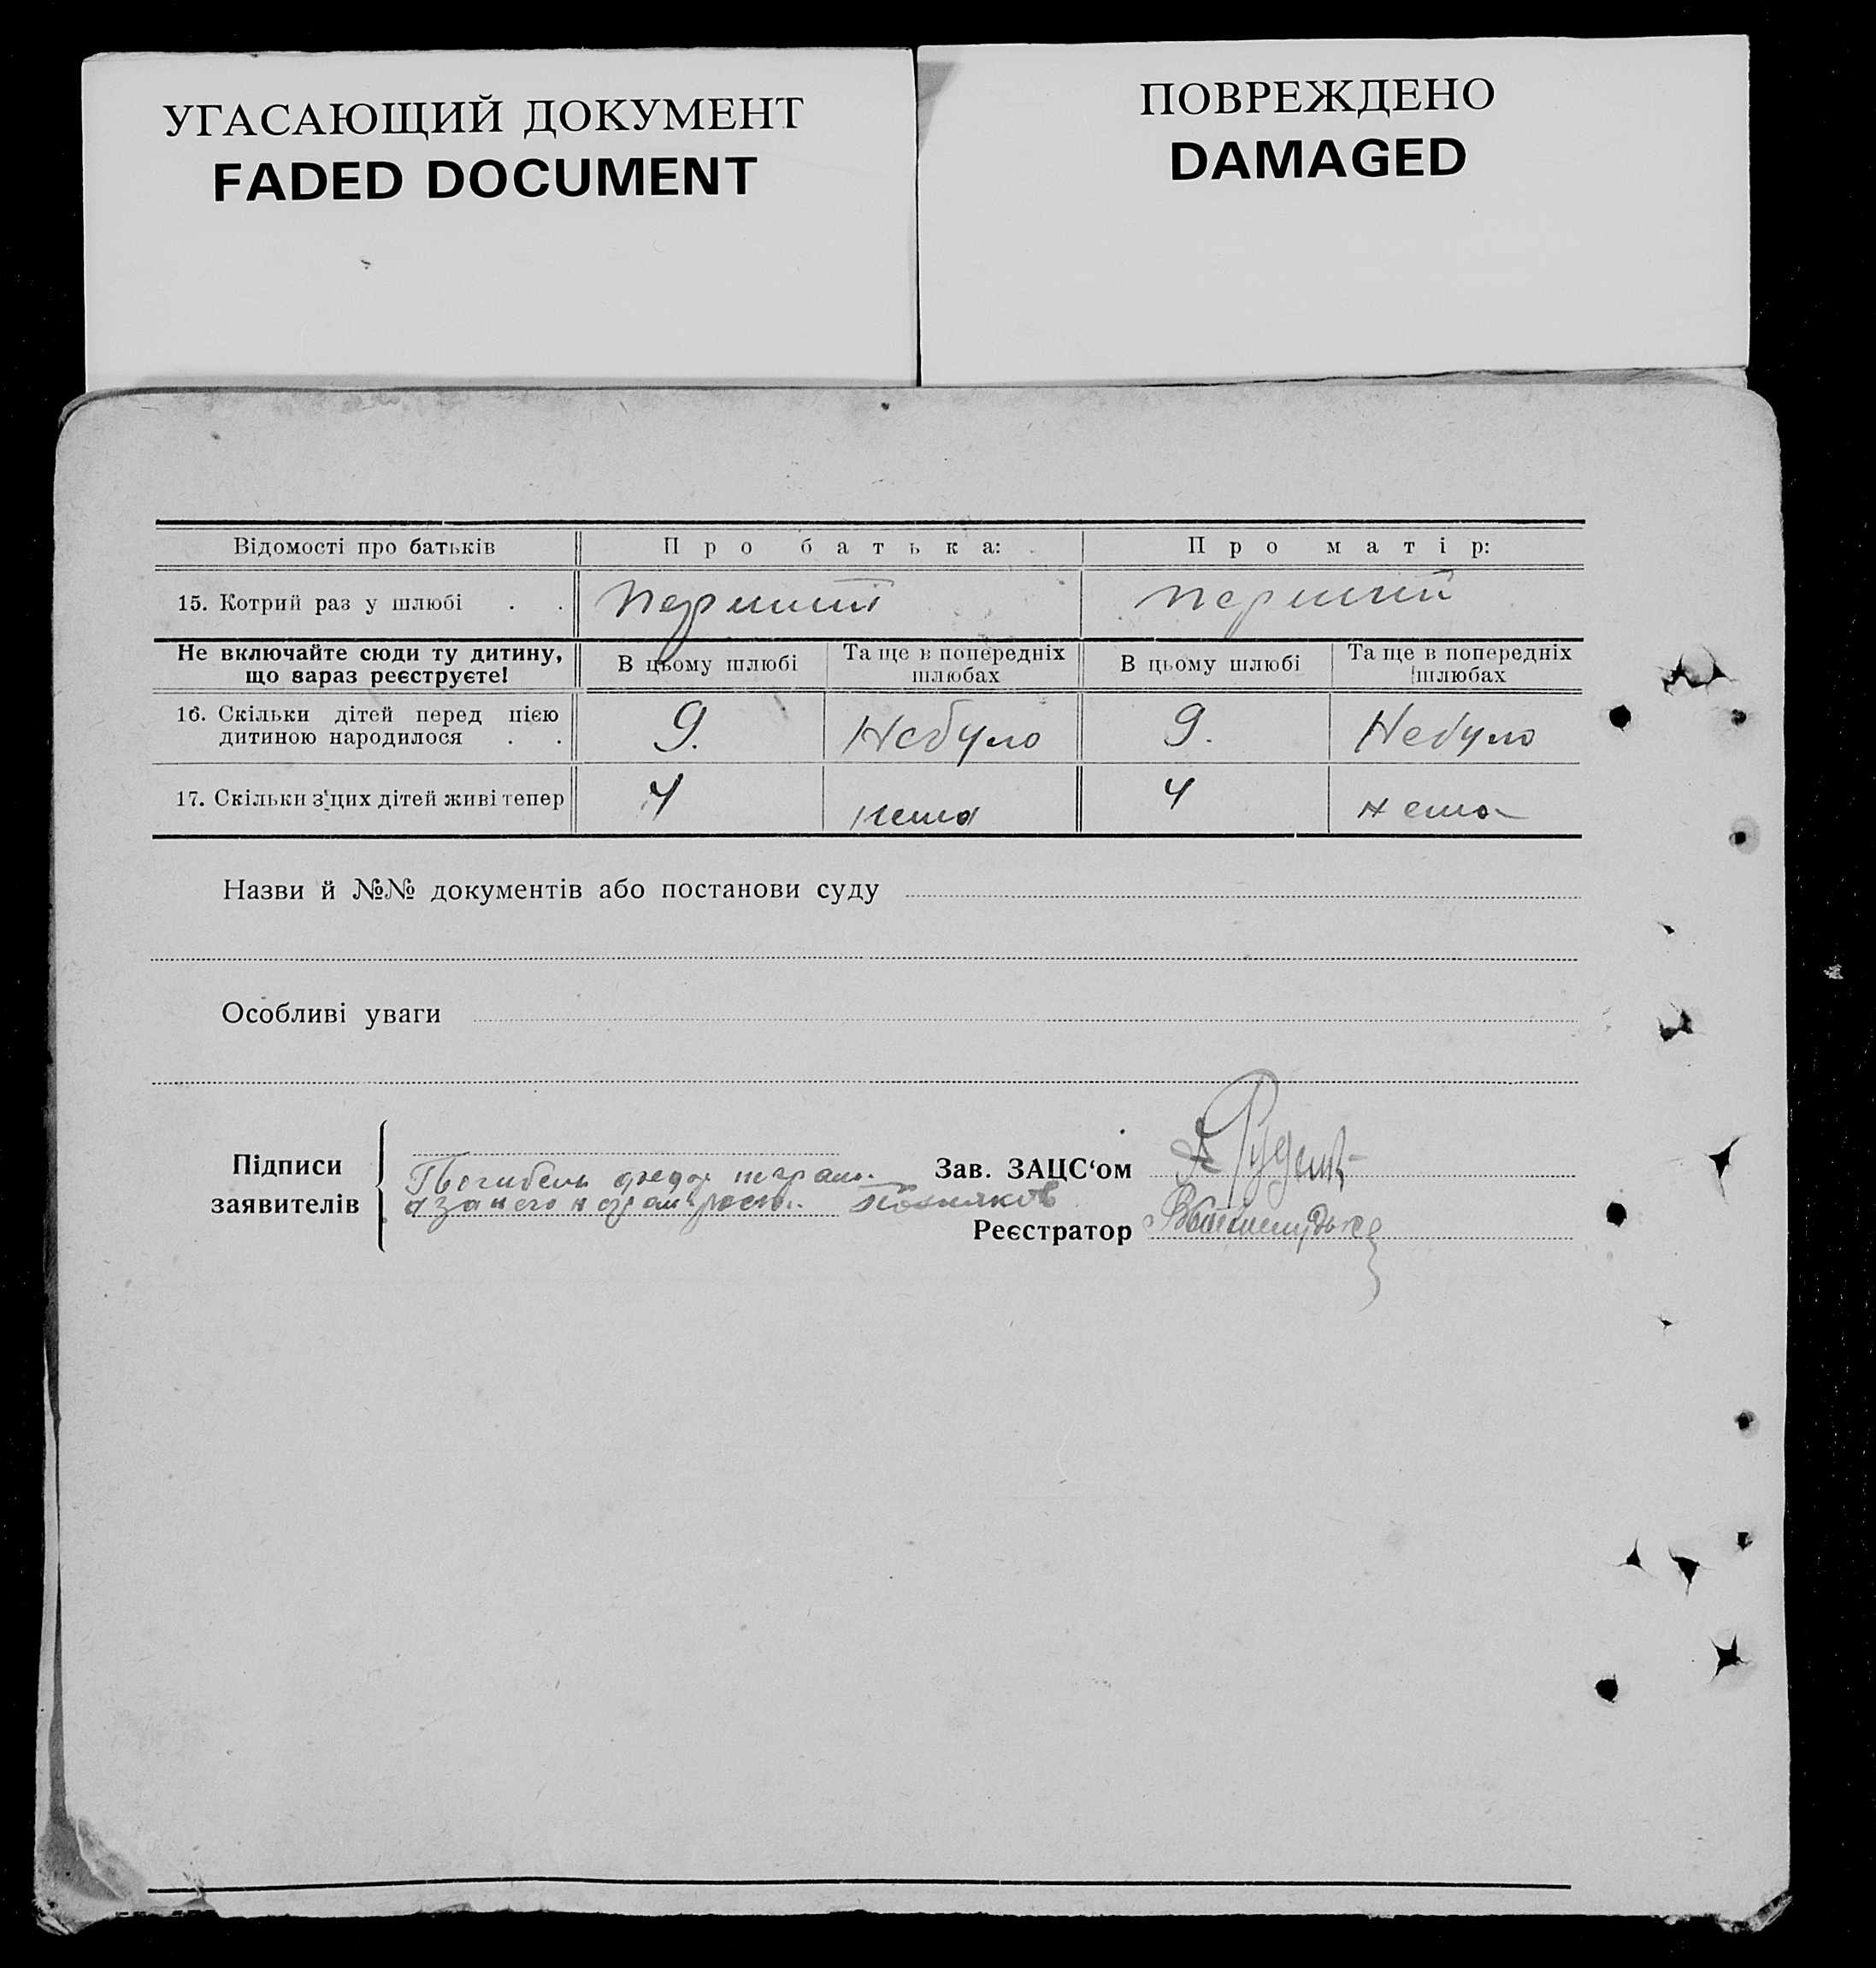 УГАСАЮЩИЙ ДОКУМЕНТ
FADED DOCUMENT
ПОВРЕЖДЕНО
DAMAGED
Відомості про батьків
Про батька:
Про матір:
15. Котрий раз у шлюбі . .
перший
перший
Не включайте сюди ту дитину,
що зараз реєструєте!
В цьому шлюбі
Та ще в попередніх
шлюбах
В цьому шлюбі
Та ще в попередніх
шлюбах
16. Скільки дітей перед цією
дитиною народилося . .
9.
Небуло
9.
Небуло
17. Скільки з'цих дітей живі тепер
4
нема
4
нема
Назви й №№ документів або постанови суду
Особливі уваги
Підписи
заявителів
неграм.
за него
Зав. ЗАЦС‘ом
Реєстратор